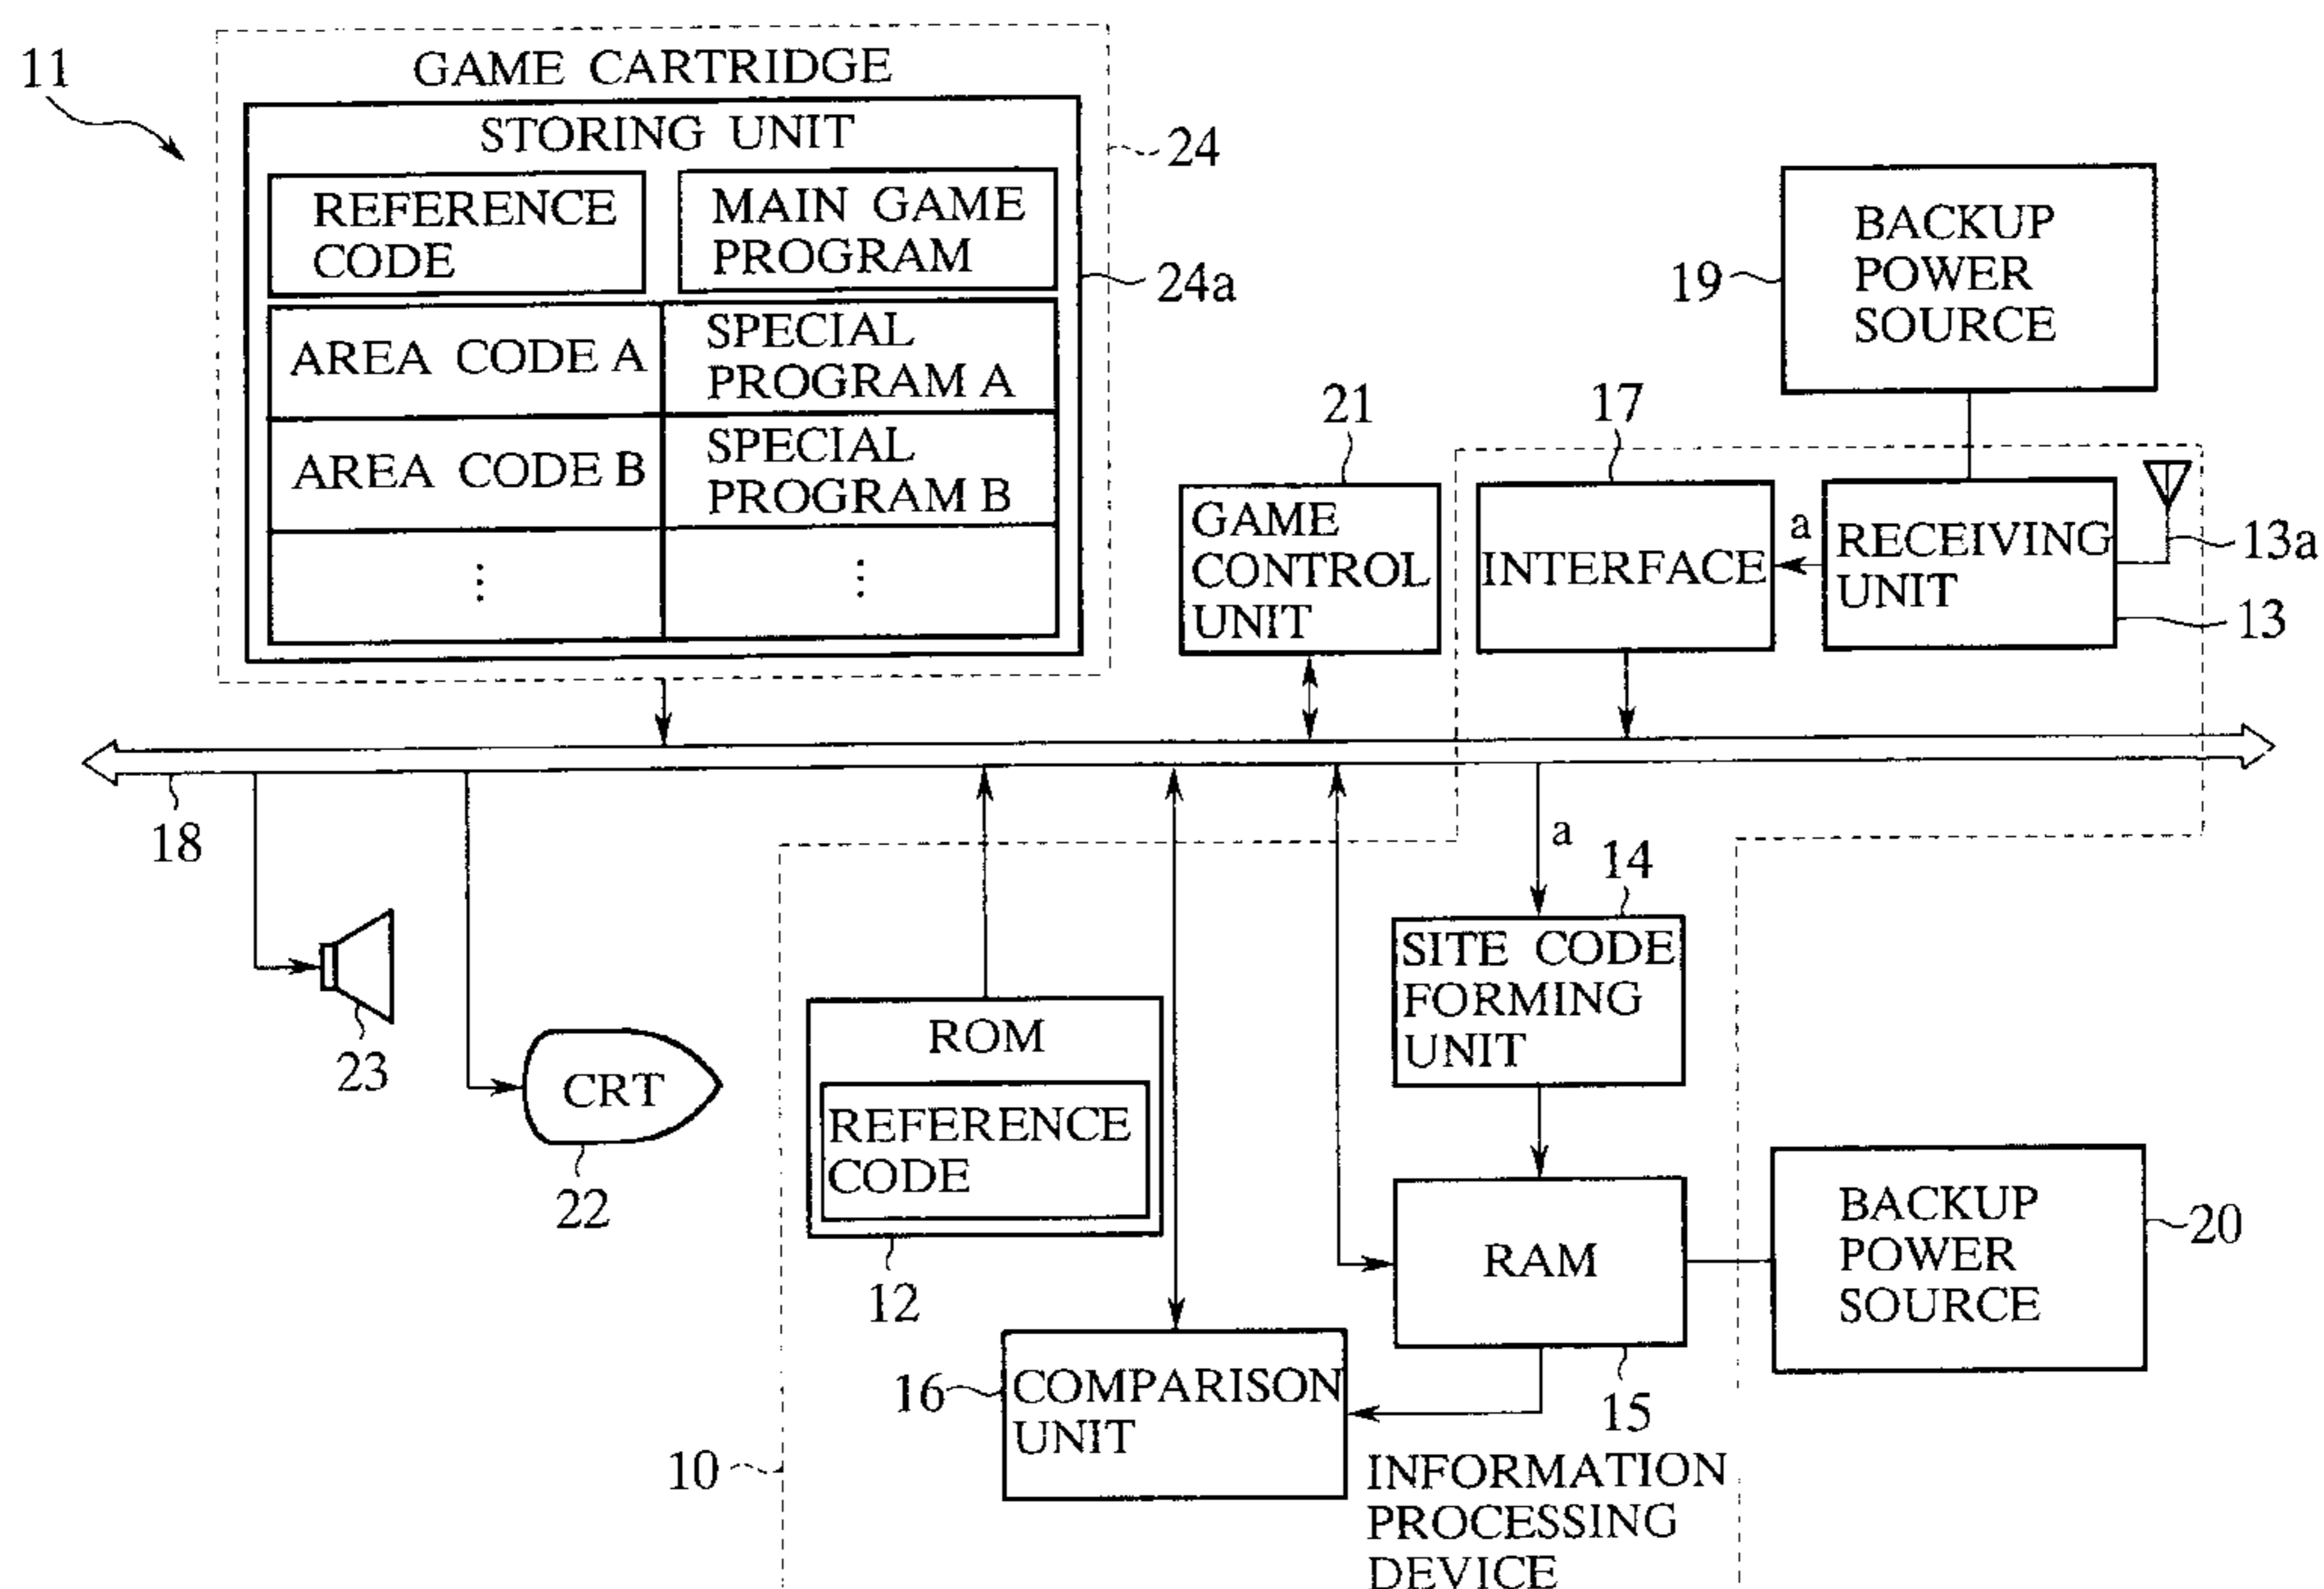 11
GAME CARTRIDGE
STORING UNIT
24
REFERENCE
CODE
MAIN GAME
PROGRAM
24a
AREA CODE A
SPECIAL
PROGRAM A
AREA CODE B
SPECIAL
PROGRAM B
⋮
⋮
19
BACKUP
POWER
SOURCE
21
GAME
CONTROL
UNIT
17
INTERFACE
a
RECEIVING
UNIT
13a
13
18
a
14
SITE CODE
FORMING
UNIT
23
CRT
22
ROM
REFERENCE
CODE
12
RAM
15
BACKUP
POWER
SOURCE
20
16
COMPARISON
UNIT
10
INFORMATION
PROCESSING
DEVICE